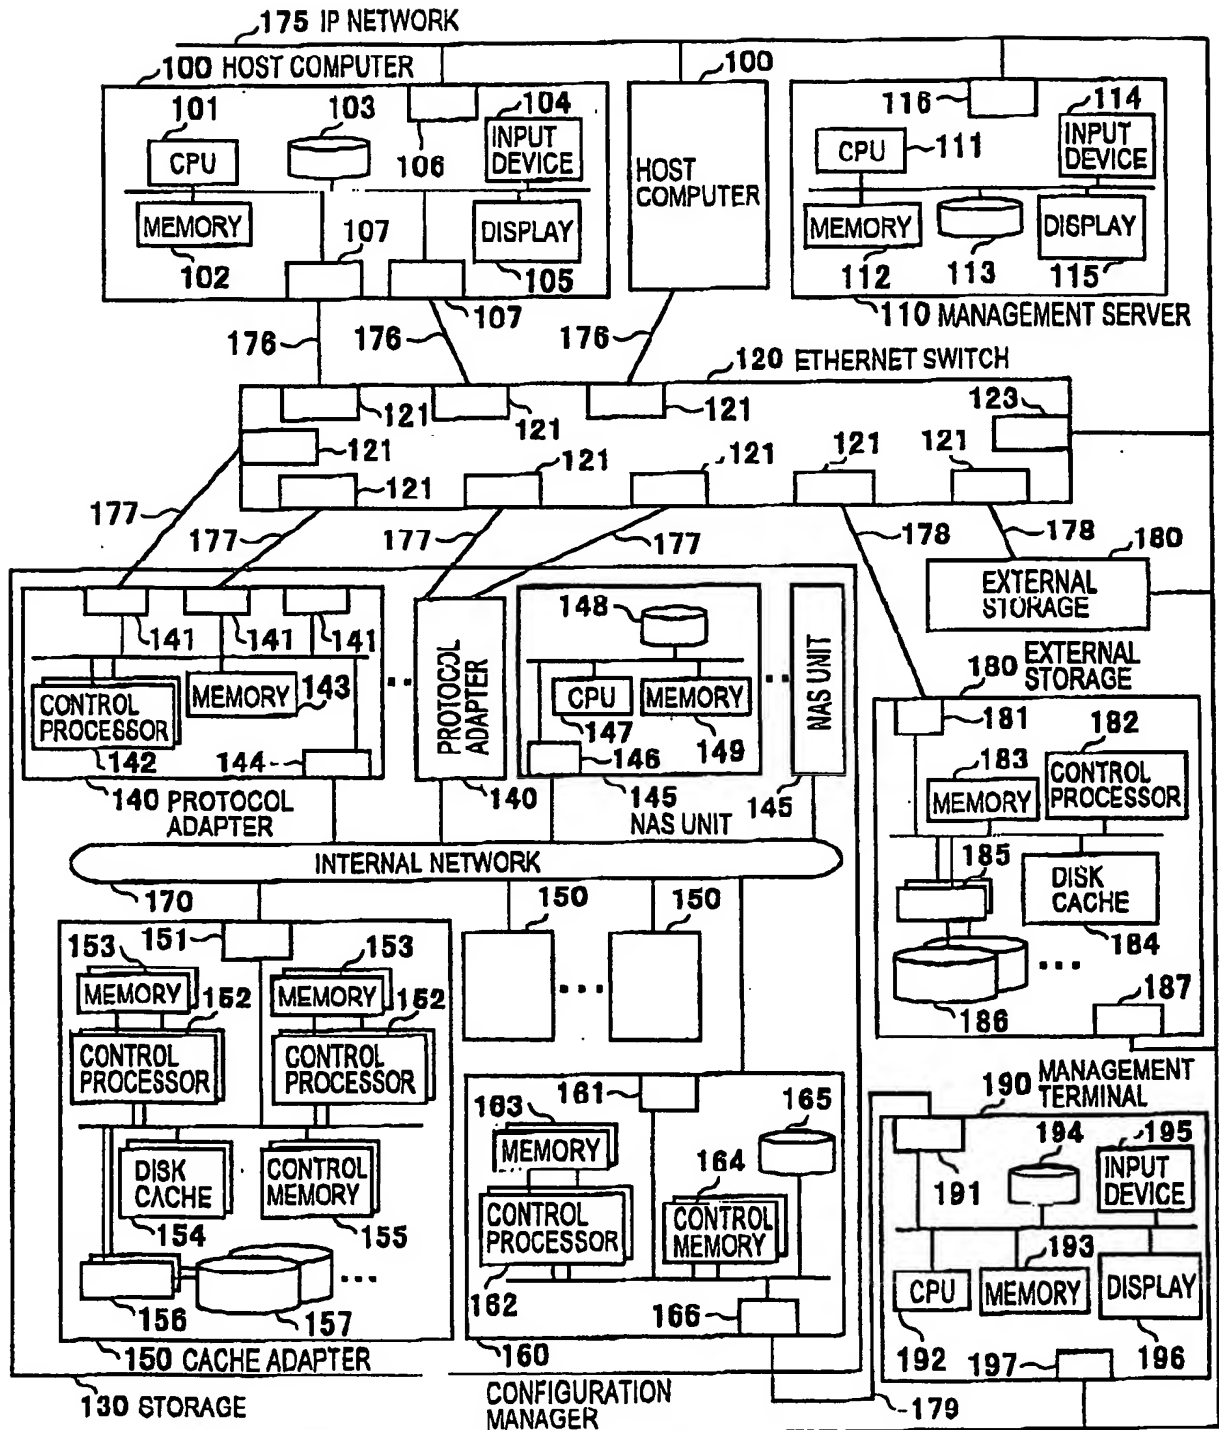 175 IP NETWORK
100 HOST COMPUTER
100
101
103
104
116
114
CPU
INPUT
DEVICE
106
CPU
111
INPUT
DEVICE
HOST
COMPUTER
MEMORY
107
DISPLAY
MEMORY
DISPLAY
102
105
112
113
115
107
110 MANAGEMENT SERVER
176
176
176
120 ETHERNET SWITCH
121
121
121
123
121
121
121
121
121
121
177
177
177
177
178
178
180
EXTERNAL
STORAGE
141
141
141
148
CONTROL
PROCESSOR
MEMORY
143
PROTOCOL
ADAPTER
CPU
MEMORY
NAS UNIT
180 EXTERNAL
STORAGE
142
144
147
149
146
181
182
183
140 PROTOCOL
ADAPTER
140
145
NAS UNIT
145
MEMORY
CONTROL
PROCESSOR
INTERNAL NETWORK
185
DISK
CACHE
170
150
150
184
153
151
153
MEMORY
152
MEMORY
152
186
187
CONTROL
PROCESSOR
CONTROL
PROCESSOR
161
163
165
190 MANAGEMENT
TERMINAL
MEMORY
164
194
195
DISK
CACHE
CONTROL
MEMORY
CONTROL
PROCESSOR
CONTROL
MEMORY
191
INPUT
DEVICE
154
155
193
CPU
MEMORY
DISPLAY
156
157
162
166
192
197
196
150 CACHE ADAPTER
160
CONFIGURATION
MANAGER
130 STORAGE
179